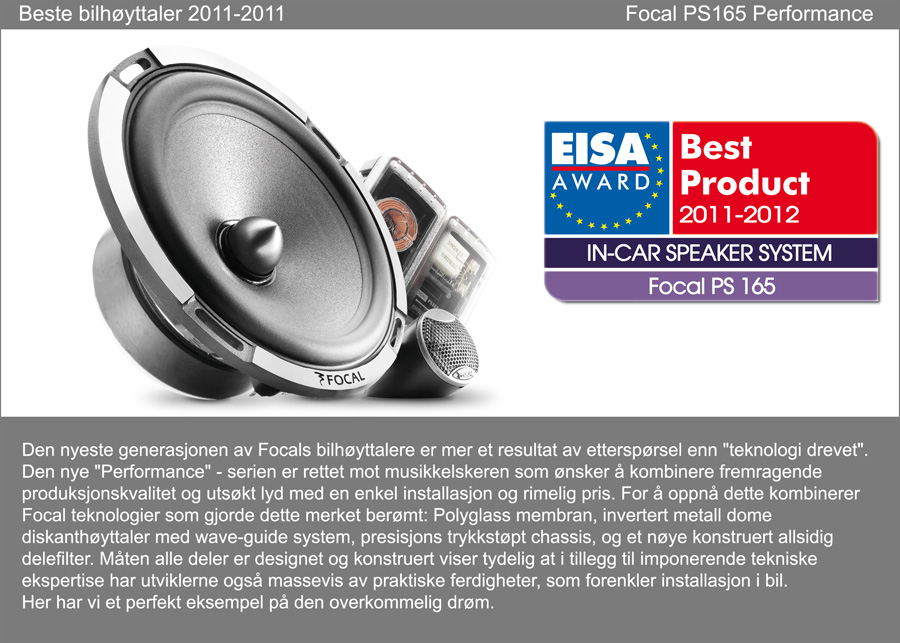 Beste bilhøyttaler 2011-2011
Focal PS165 Performance
EISA
AWARD
Best
Product
2011-2012
IN-CAR SPEAKER SYSTEM
Focal PS 165
FOCAL
Den nyeste generasjonen av Focals bilhøyttalere er mer et resultat av etterspørsel enn "teknologi drevet".
Den nye "Performance" - serien er rettet mot musikkelskeren som ønsker å kombinere fremragende
produksjonskvalitet og utsøkt lyd med en enkel installasjon og rimelig pris. For å oppnå dette kombinerer
Focal teknologier som gjorde dette merket berømt: Polyglass membran, invertert metall dome
diskanthøyttaler med wave-guide system, presisjons trykkstøpt chassis, og et nøye konstruert allsidig
delefilter. Måten alle deler er designet og konstruert viser tydelig at i tillegg til imponerende tekniske
ekspertise har utviklerne også massevis av praktiske ferdigheter, som forenkler installasjon i bil.
Her har vi et perfekt eksempel på den overkommelig drøm.